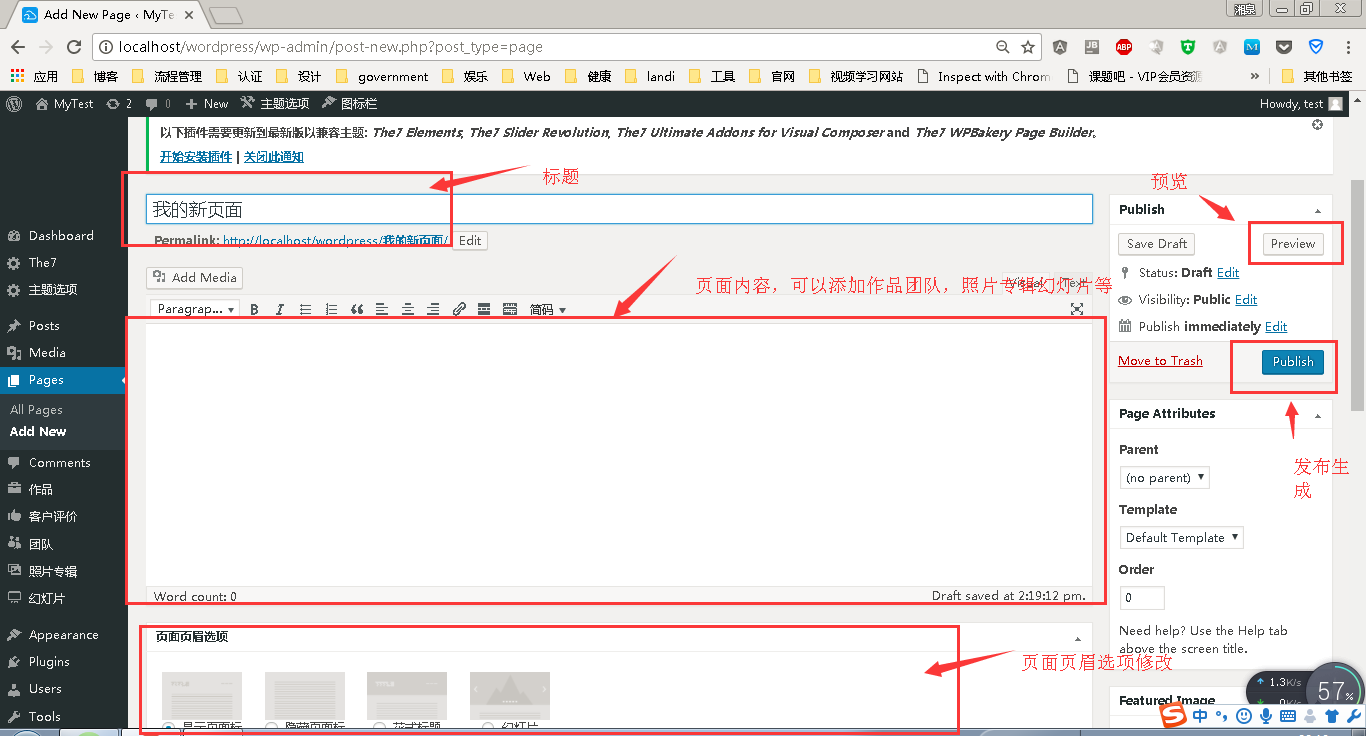 Add New Page ‹ MyTe
湘泉
localhost/wordpress/wp-admin/post-new.php?post_type=page
应用 博客 流程管理 认证 设计 government 娱乐 Web 健康 landi 工具 官网 视频学习网站 Inspect with Chrom 课题吧 - VIP会员资源 » 其他书签
MyTest 2 0 + New 主题选项 图标栏 Howdy, test
以下插件需要更新到最新版以兼容主题: The7 Elements, The7 Slider Revolution, The7 Ultimate Addons for Visual Composer and The7 WPBakery Page Builder。
开始安装插件 | 关闭此通知
标题
我的新页面
Permalink: http://localhost/wordpress/我的新页面/ Edit
Add Media
页面内容，可以添加作品团队，照片专辑幻灯片等
Visual Text
Paragrap... B I 简码
Word count: 0 Draft saved at 2:19:12 pm.
页面页眉选项
页面页眉选项修改
TITLE TITLE
显示页面标 隐藏页面标 花式标题 幻灯片
Dashboard
The7
主题选项
Posts
Media
Pages
All Pages
Add New
Comments
作品
客户评价
团队
照片专辑
幻灯片
Appearance
Plugins
Users
Tools
预览
Publish
Save Draft Preview
Status: Draft Edit
Visibility: Public Edit
Publish immediately Edit
Move to Trash Publish
发布生
成
Page Attributes
Parent
(no parent)
Template
Default Template
Order
0
Need help? Use the Help tab
above the screen title.
Featured Image
1.3K/s
0K/s
57%
中